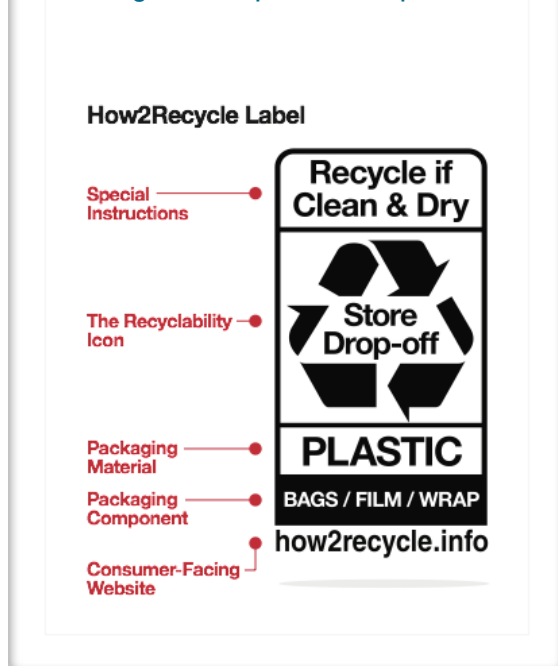 How2Recycle Label
Special
Instructions
Recycle if
Clean & Dry
The Recyclability
Icon
Store
Drop-off
Packaging
Material
PLASTIC
Packaging
Component
BAGS / FILM / WRAP
Consumer-Facing
Website
how2recycle.info